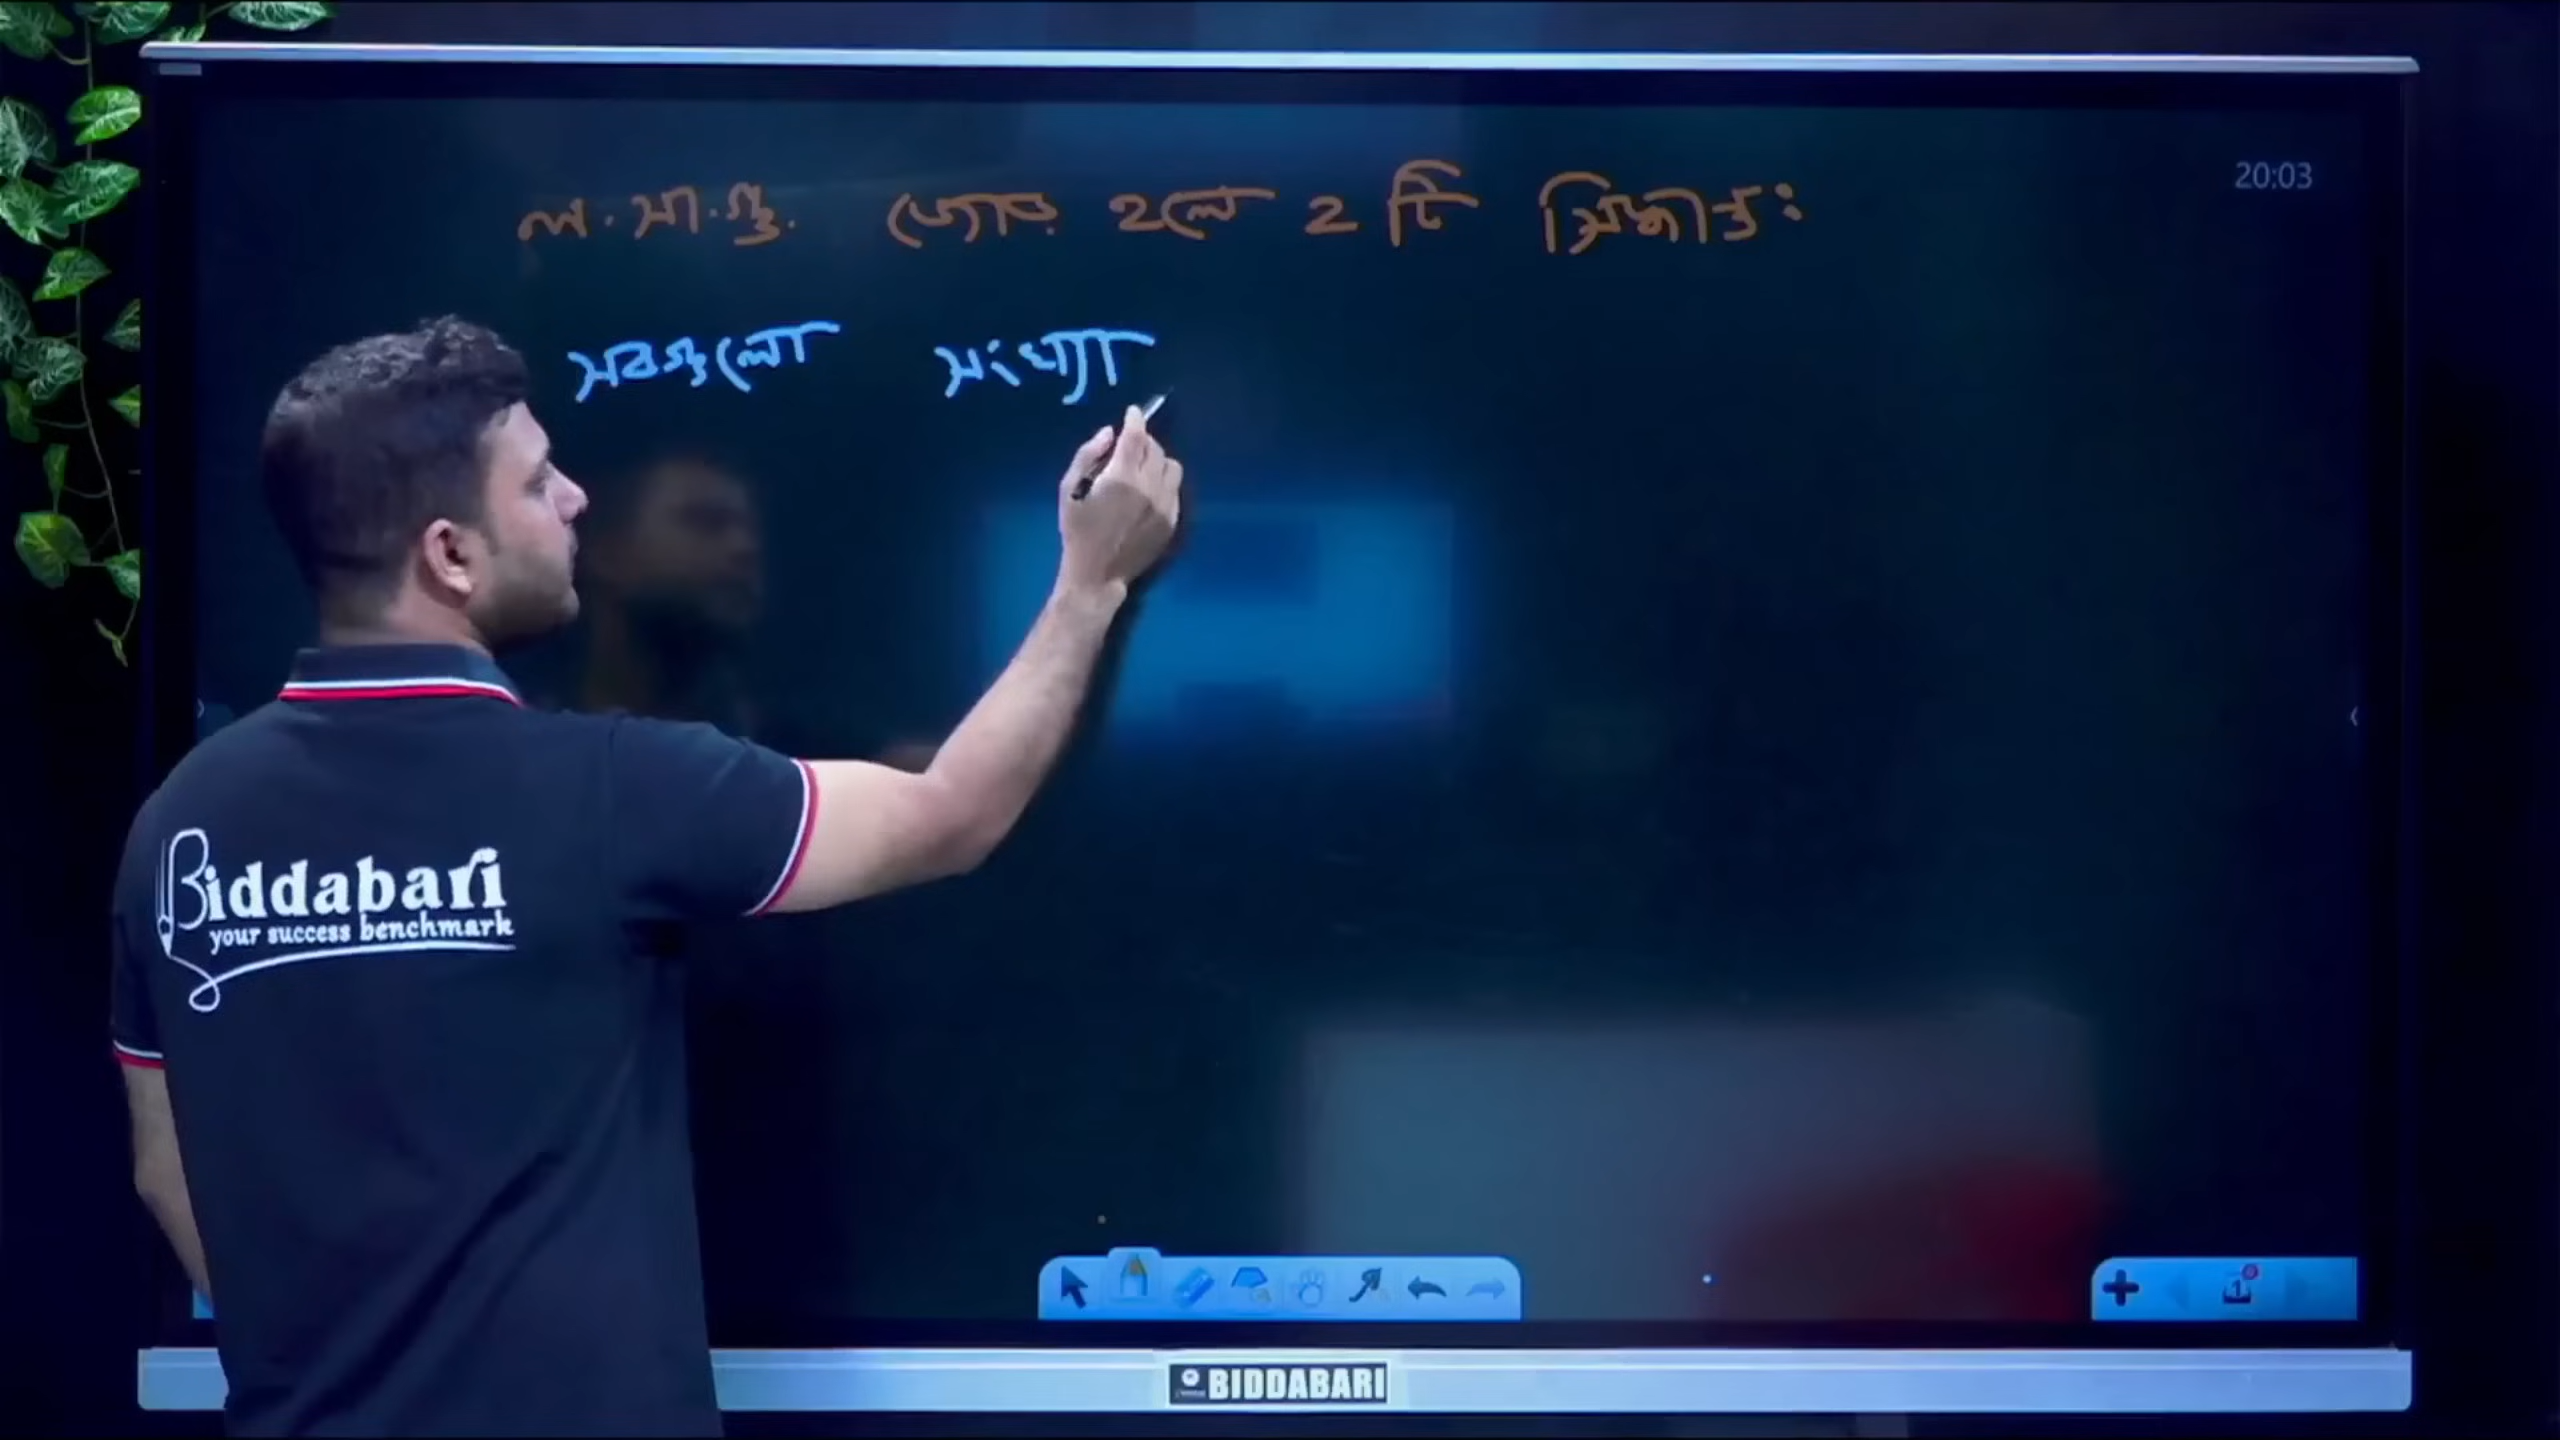 ল.সা.গু. জোড় হলে 2 টি সিদ্ধান্ত:
20:03
সবগুলো সংখ্যা
Biddabari
your success benchmark
BIDDABARI